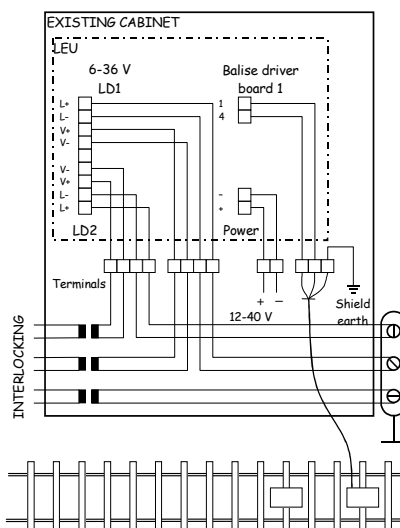 EXISTING CABINET
LEU
6-36 V
LD1
Balise driver
board 1
L+
L-
V+
V-
V-
V+
L-
L+
LD2
1
4
-
+
Power
Terminals
+ -
12-40 V
Shield
earth
INTERLOCKING